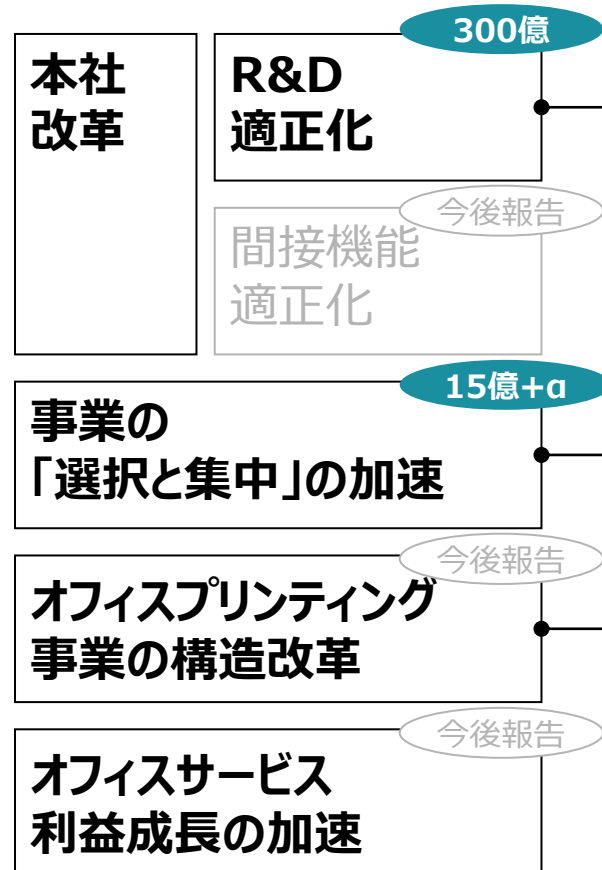 300億
本社
改革
R&D
適正化
今後報告
間接機能
適正化
15億+α
事業の
「選択と集中」の加速
今後報告
オフィスプリンティング
事業の構造改革
今後報告
オフィスサービス
利益成長の加速